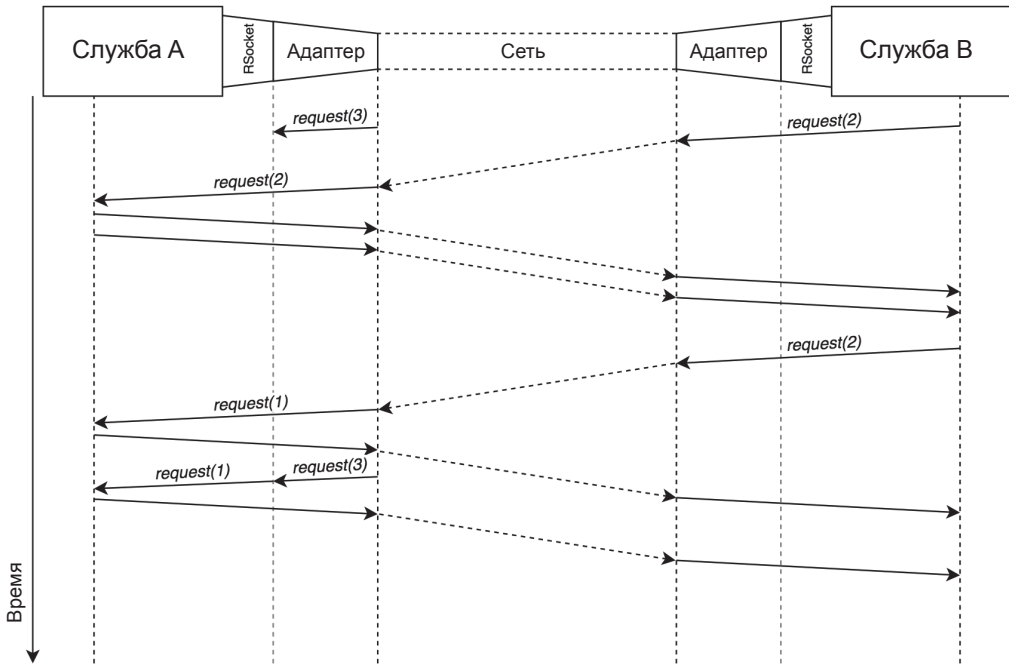 Служба А
RSocket
Адаптер
Сеть
Адаптер
RSocket
Служба В
request(3)
request(2)
request(2)
request(2)
request(1)
request(3)
request(1)
Время